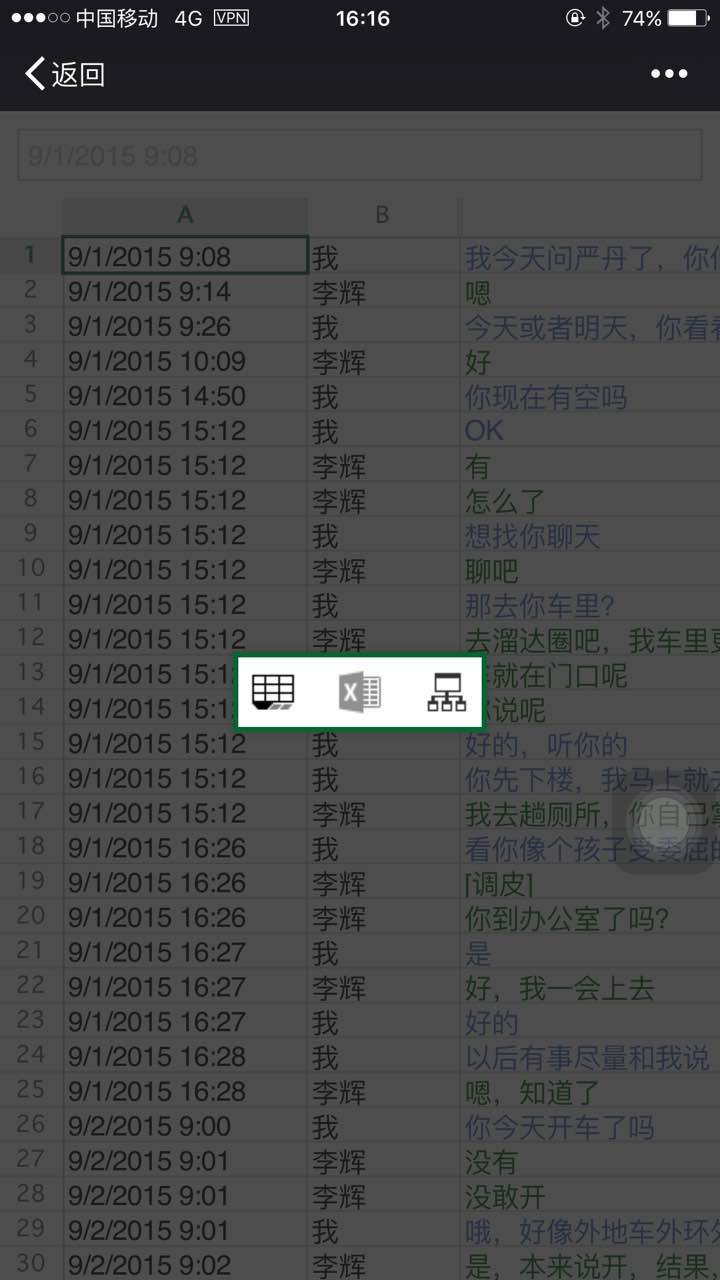 中国移动 4G VPN 16:16 74%
返回
9/1/2015 9:08
A B
1 9/1/2015 9:08 我 我今天问严丹了，你
2 9/1/2015 9:14 李辉 嗯
3 9/1/2015 9:26 我 今天或者明天，你看
4 9/1/2015 10:09 李辉 好
5 9/1/2015 14:50 我 你现在有空吗
6 9/1/2015 15:12 我 OK
7 9/1/2015 15:12 李辉 有
8 9/1/2015 15:12 李辉 怎么了
9 9/1/2015 15:12 我 想找你聊天
10 9/1/2015 15:12 李辉 聊吧
11 9/1/2015 15:12 我 那去你车里？
12 9/1/2015 15:12 李辉 去溜达圈吧，我车里
13 9/1/2015 15:1 就在门口呢
14 9/1/2015 15:1 说呢
15 9/1/2015 15:12 我 好的，听你的
16 9/1/2015 15:12 我 你先下楼，我马上就
17 9/1/2015 15:12 李辉 我去趟厕所，你自己
18 9/1/2015 16:26 我 看你像个孩子受委屈的
19 9/1/2015 16:26 李辉 [调皮]
20 9/1/2015 16:26 李辉 你到办公室了吗？
21 9/1/2015 16:27 我 是
22 9/1/2015 16:27 李辉 好，我一会上去
23 9/1/2015 16:27 我 好的
24 9/1/2015 16:28 我 以后有事尽量和我说
25 9/1/2015 16:28 李辉 嗯，知道了
26 9/2/2015 9:00 我 你今天开车了吗
27 9/2/2015 9:01 李辉 没有
28 9/2/2015 9:01 李辉 没敢开
29 9/2/2015 9:01 我 哦，好像外地车外环
30 9/2/2015 9:02 李辉 是，本来说开，结果